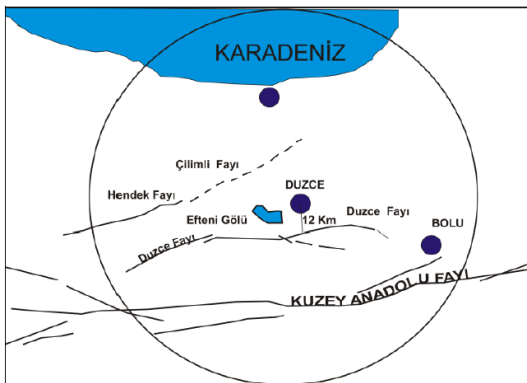 KARADENİZ
Çilimli Fayı
Hendek Fayı
DUZCE
Efteni Gölü
12 Km
Duzce Fayı
Duzce Fayı
BOLU
KUZEY ANADOLU FAYI